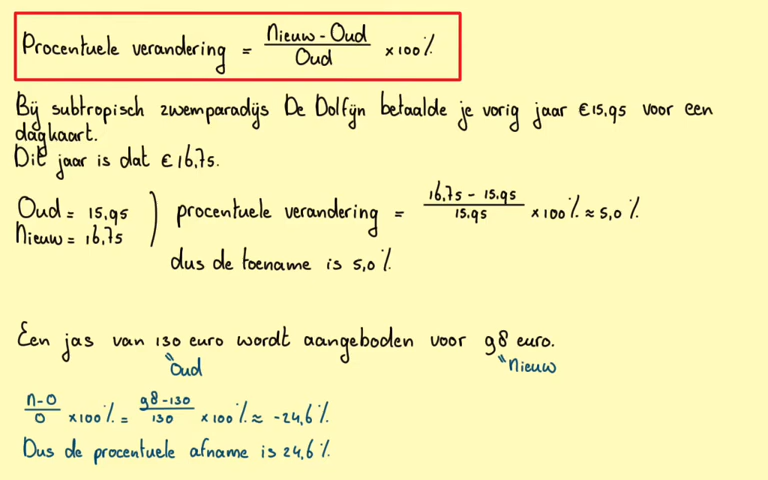 Procentuele verandering = Nieuw - Oud / Oud × 100%
Bij subtropisch zwemparadijs De Dolfijn betaalde je vorig jaar €15,95 voor een
dagkaart.
Dit jaar is dat €16,75.
Oud = 15,95
Nieuw = 16,75
procentuele verandering = 16,75 - 15,95 / 15,95 × 100% ≈ 5,0%
dus de toename is 5,0%
Een jas van 130 euro wordt aangeboden voor 98 euro.
"Oud "Nieuw
n-O / O × 100% = 98-130 / 130 × 100% ≈ -24,6%
Dus de procentuele afname is 24,6%